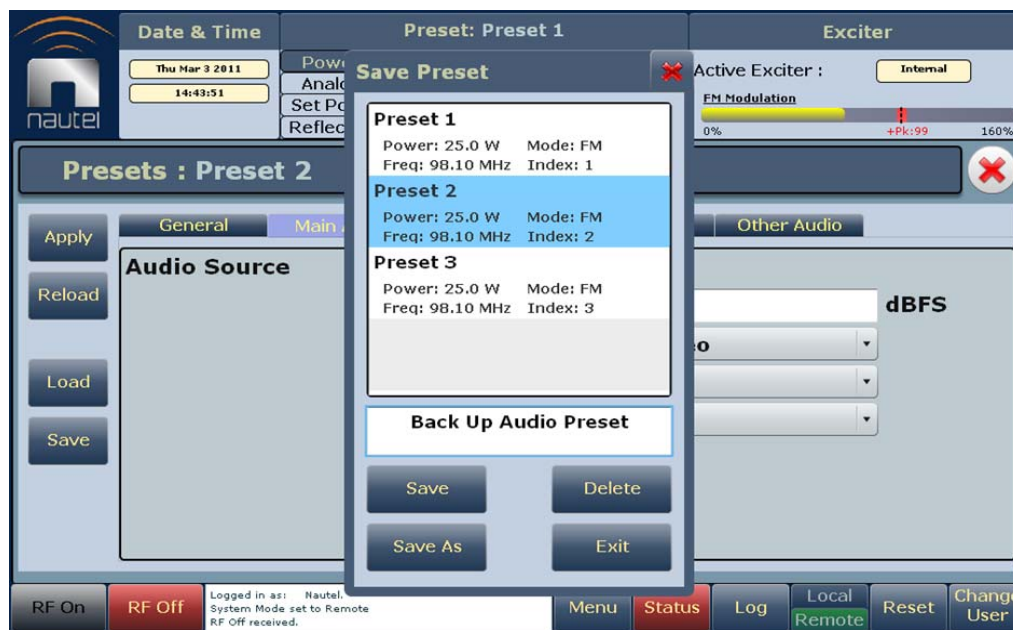 Date & Time
Preset: Preset 1
Exciter
Thu Mar 3 2011
14:43:51
nautel
Active Exciter :
Internal
FM Modulation
0%
+Pk:99
160%
Set
Presets : Preset 2
Apply
Reload
Load
Save
General
Main
Other Audio
Audio Source
dBFS
Save Preset
Preset 1
Power: 25.0 W Mode: FM
Freq: 98.10 MHz Index: 1
Preset 2
Power: 25.0 W Mode: FM
Freq: 98.10 MHz Index: 2
Preset 3
Power: 25.0 W Mode: FM
Freq: 98.10 MHz Index: 3
Back Up Audio Preset
Save
Delete
Save As
Exit
RF On
RF Off
Logged in as: Nautel.
System Mode set to Remote
RF Off received.
Menu
Status
Log
Local
Remote
Reset
Change
User